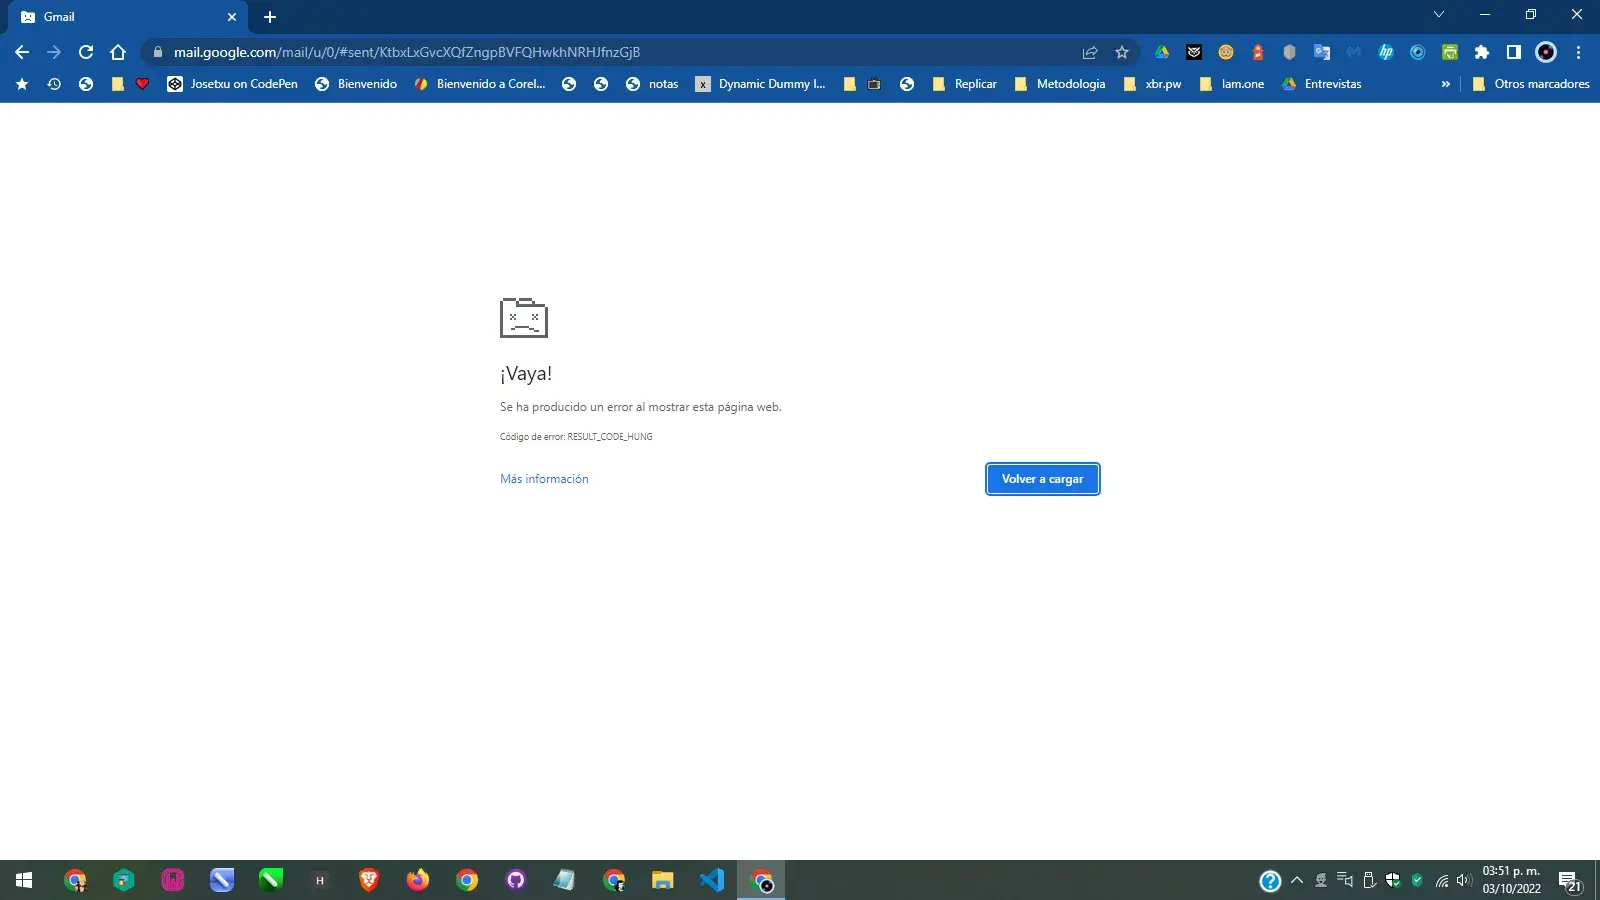 Gmail
mail.google.com/mail/u/0/#sent/KtbxLxGvcXQfZngpBVFQHwkhNRHJfnzGjB
Josetxu on CodePen Bienvenido Bienvenido a Corel... notas Dynamic Dummy I... Replicar Metodologia xbr.pw Iam.one Entrevistas » Otros marcadores
¡Vaya!
Se ha producido un error al mostrar esta página web.
Código de error: RESULT_CODE_HUNG
Más información
Volver a cargar
03:51 p. m.
03/10/2022
21